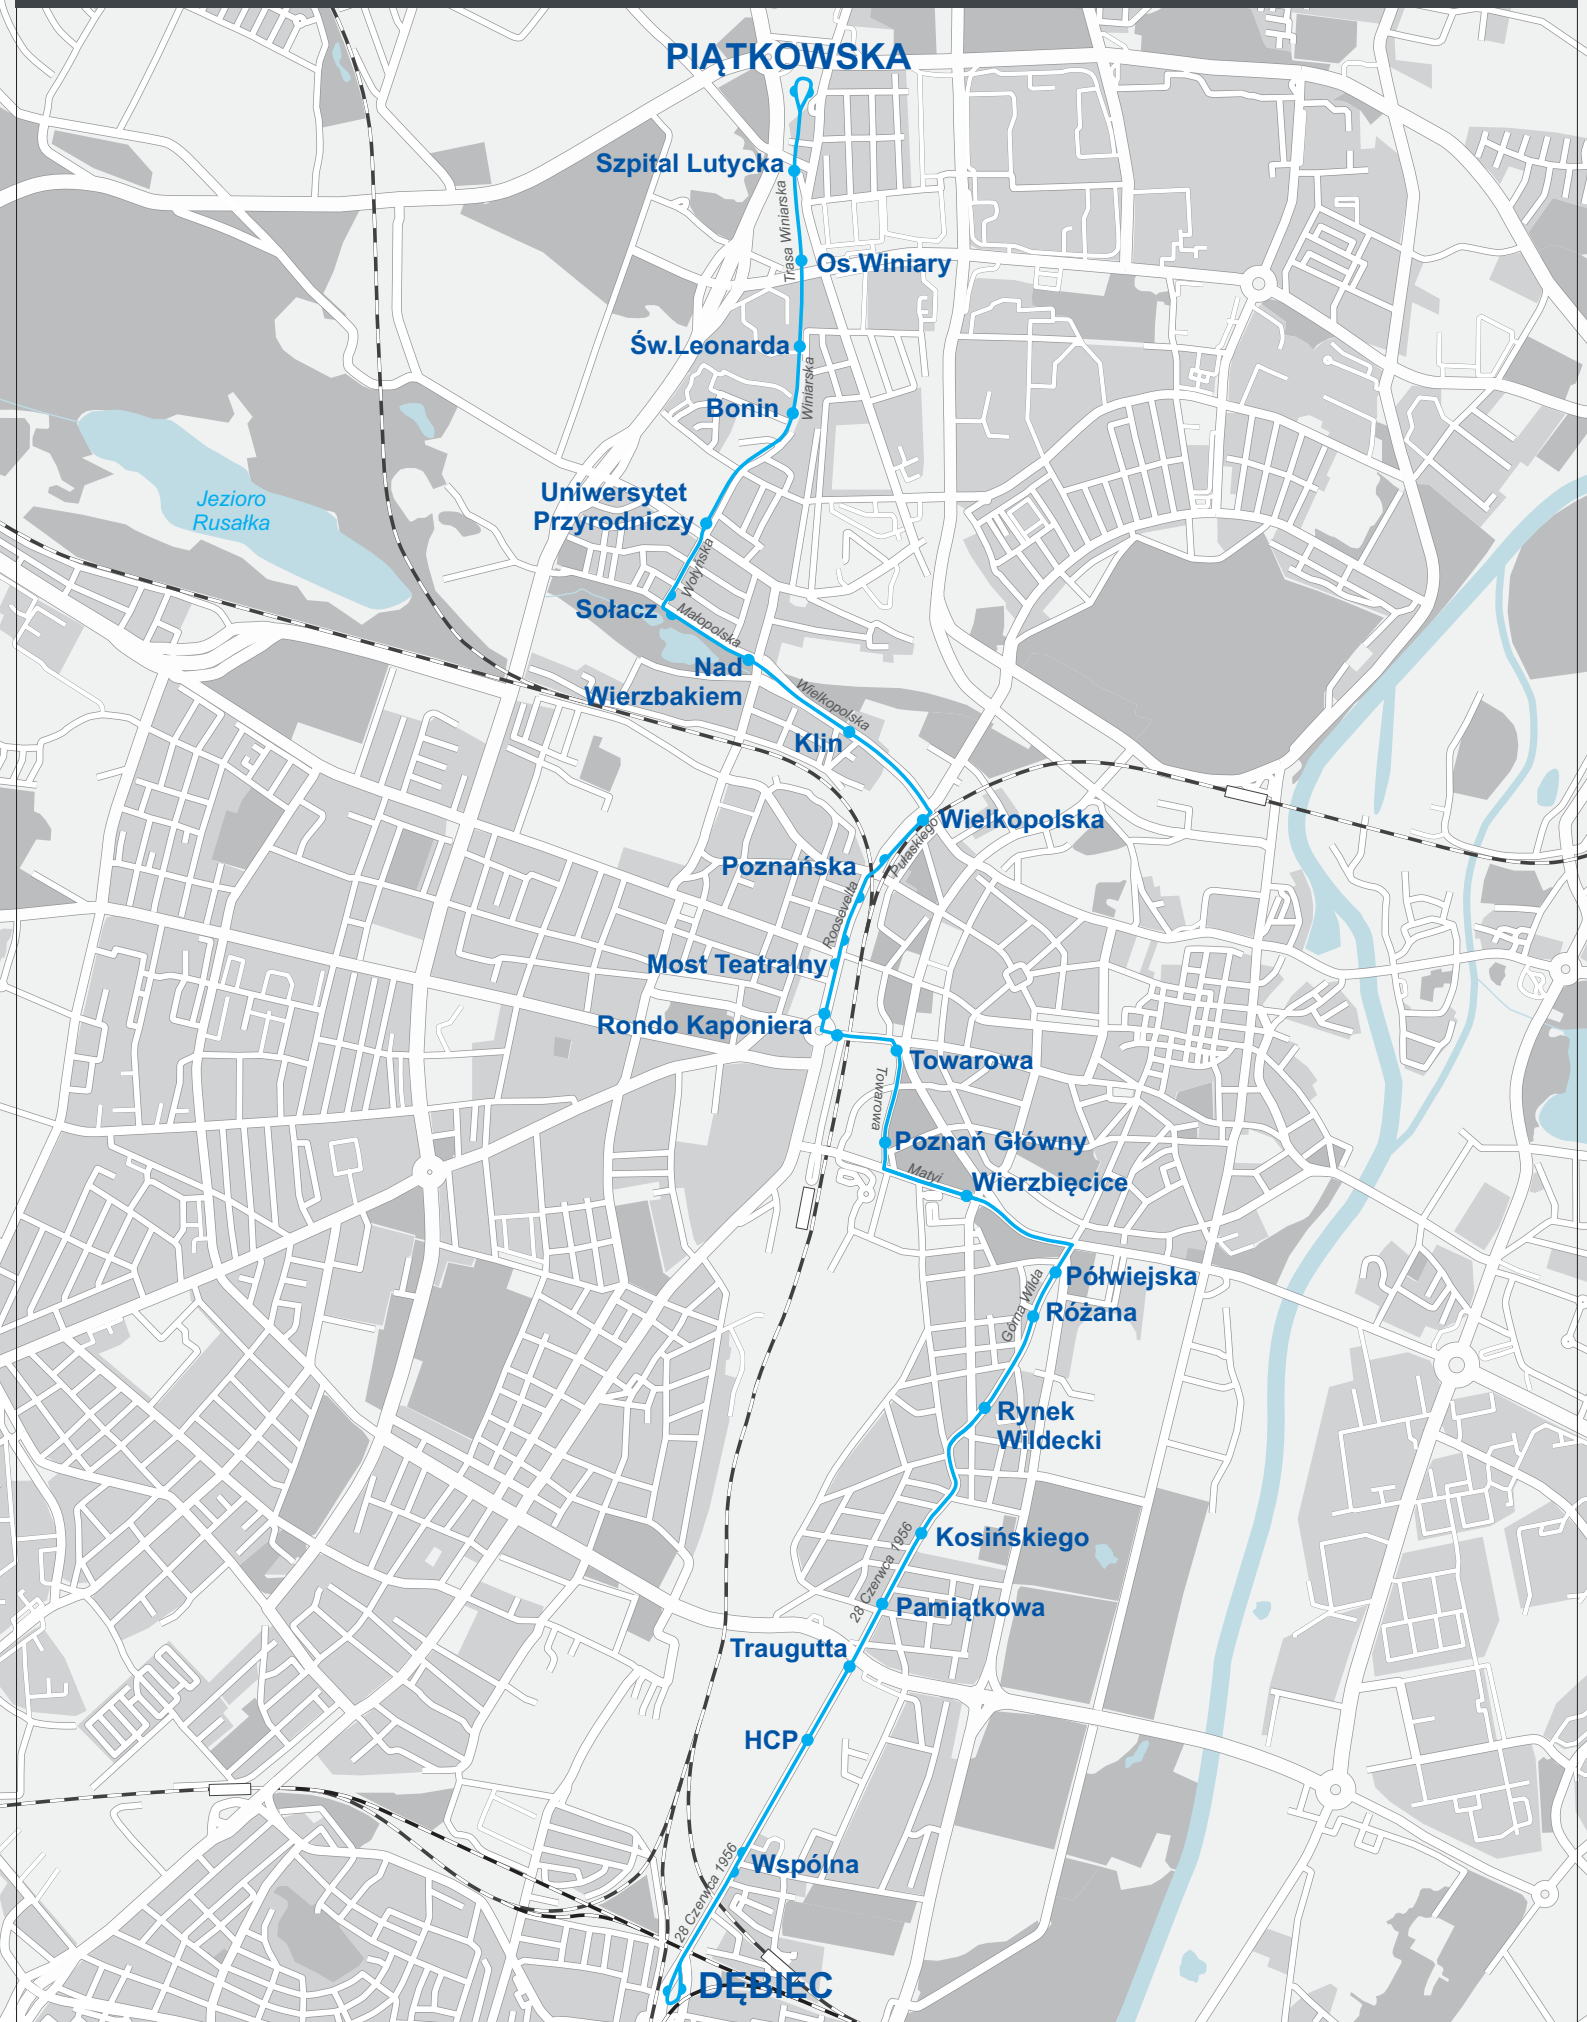 PIĄTKOWSKA
Szpital Lutycka
Trasa Winiarska
Os.Winiary
Św.Leonarda
Winiarska
Bonin
Uniwersytet
Przyrodniczy
Jezioro
Rusałka
Wołyńska
Sołacz
Małopolska
Nad
Wierzbakiem
Wielkopolska
Klin
Wielkopolska
Pułaskiego
Poznańska
Roosevelta
Most Teatralny
Rondo Kaponiera
Towarowa
Towarowa
Poznań Główny
Matyi
Wierzbięcice
Półwiejska
Górna Wilda
Różana
Rynek
Wildecki
Kosińskiego
28 Czerwca 1956
Pamiątkowa
Traugutta
HCP
Wspólna
28 Czerwca 1956
DĘBIEC